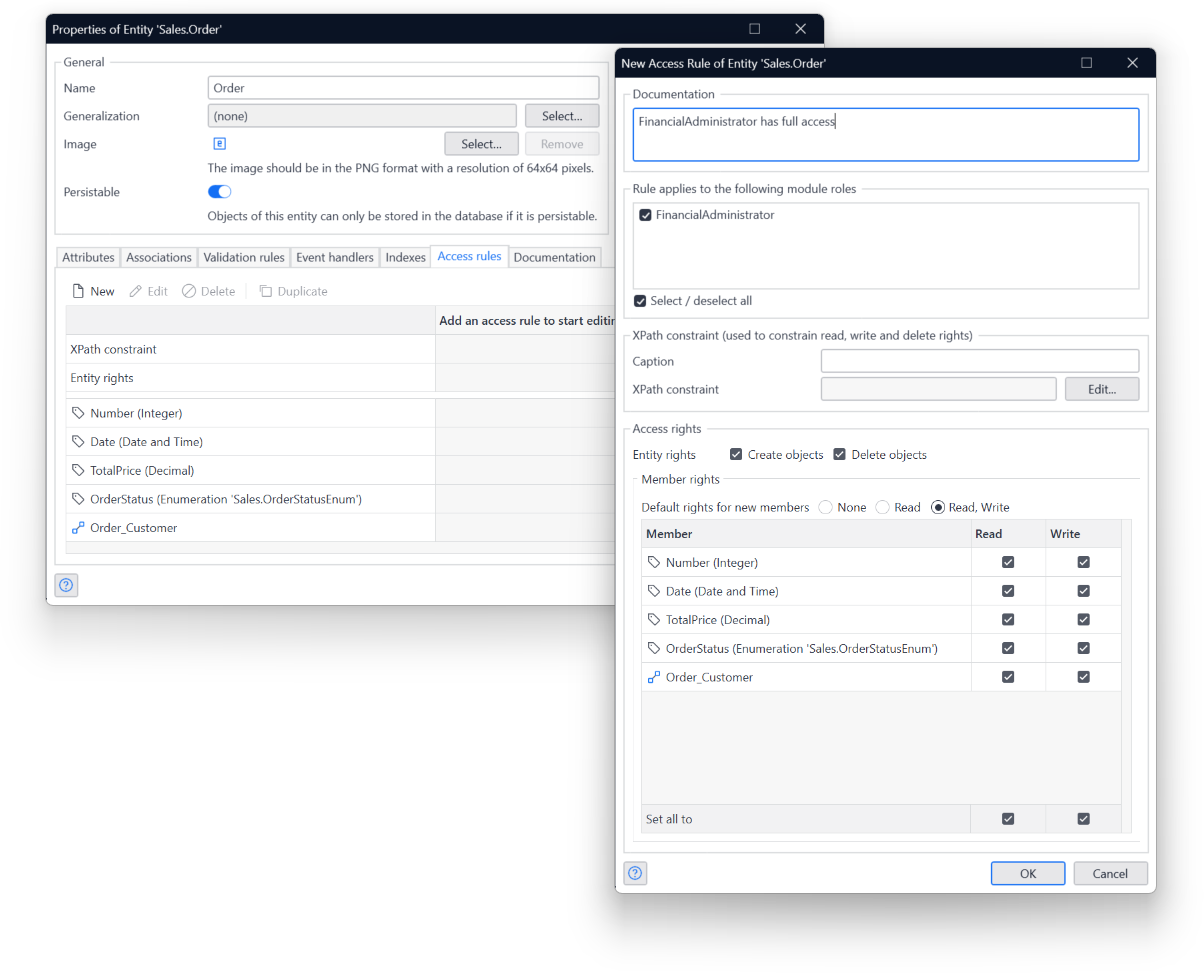 Properties of Entity 'Sales.Order'
General
Name
Order
Generalization
(none)
Select...
Image
Select...
Remove
The image should be in the PNG format with a resolution of 64x64 pixels.
Persistable
Objects of this entity can only be stored in the database if it is persistable.
Attributes
Associations
Validation rules
Event handlers
Indexes
Access rules
Documentation
New
Edit
Delete
Duplicate
Add an access rule to start editin
XPath constraint
Entity rights
Number (Integer)
Date (Date and Time)
TotalPrice (Decimal)
OrderStatus (Enumeration 'Sales.OrderStatusEnum')
Order_Customer
New Access Rule of Entity 'Sales.Order'
Documentation
FinancialAdministrator has full access
Rule applies to the following module roles
FinancialAdministrator
Select / deselect all
XPath constraint (used to constrain read, write and delete rights)
Caption
XPath constraint
Edit...
Access rights
Entity rights
Create objects
Delete objects
Member rights
Default rights for new members
None
Read
Read, Write
Member
Read
Write
Number (Integer)
Date (Date and Time)
TotalPrice (Decimal)
OrderStatus (Enumeration 'Sales.OrderStatusEnum')
Order_Customer
Set all to
OK
Cancel